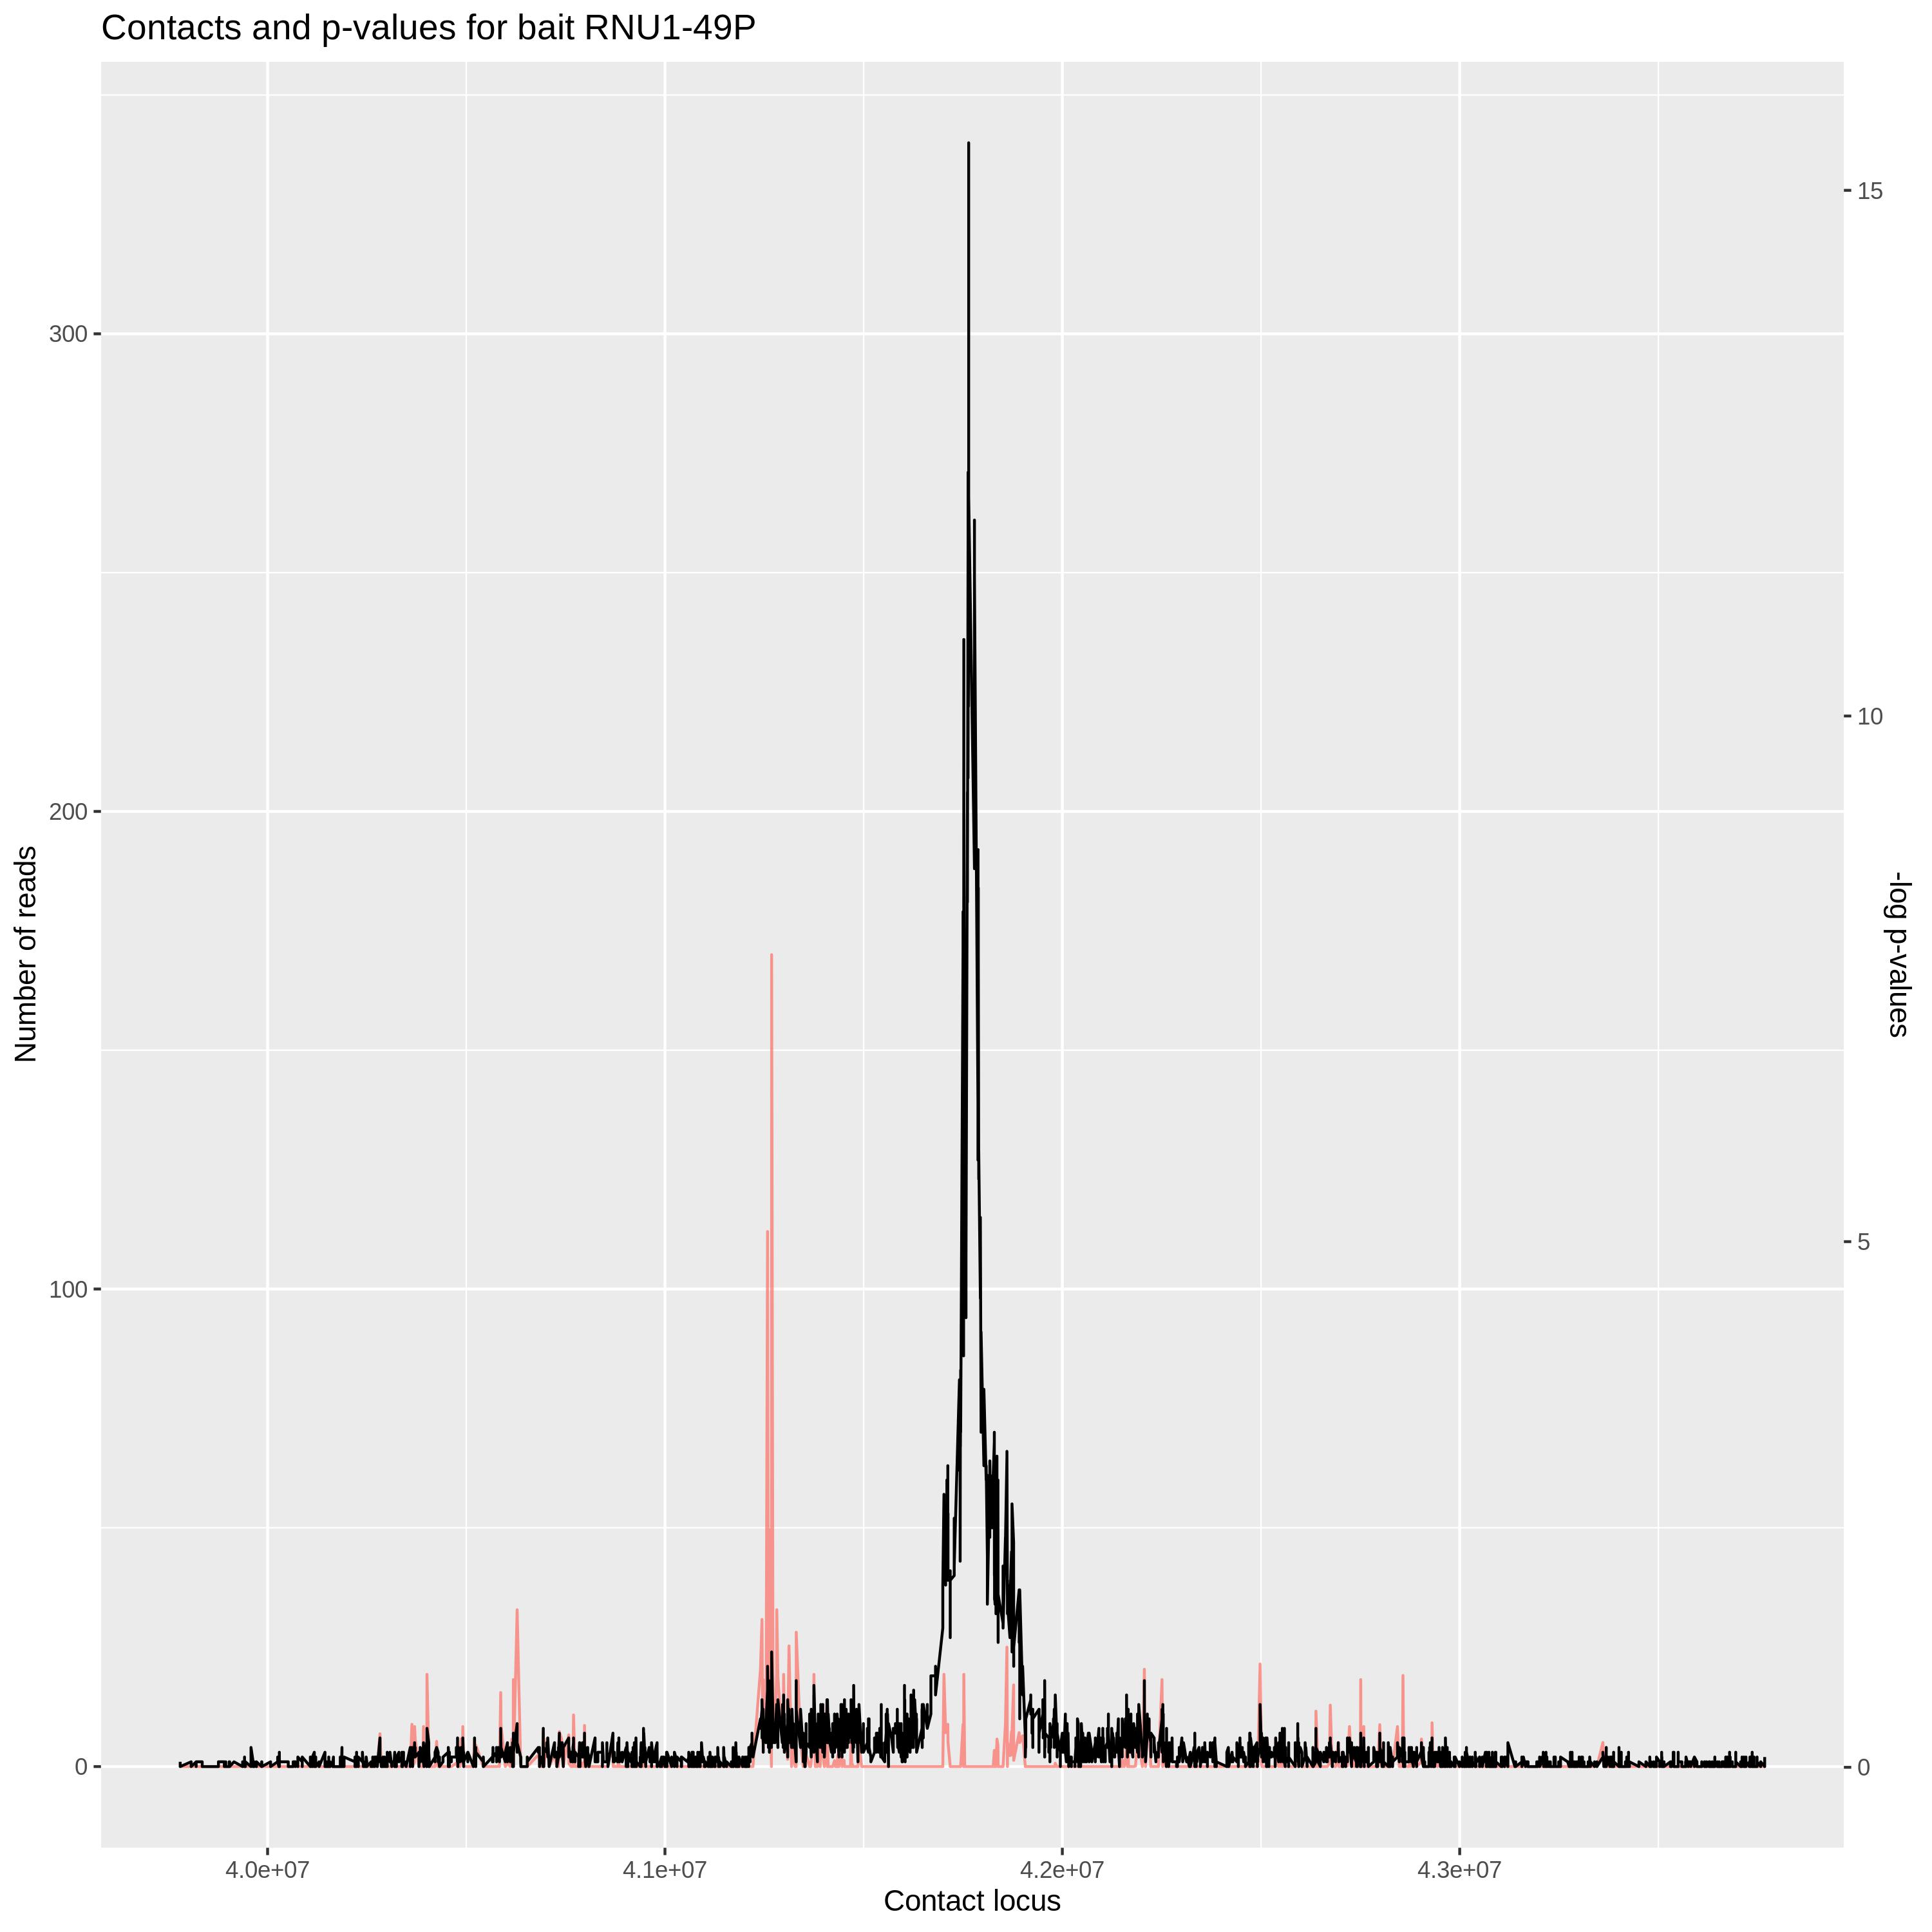 Contacts and p-values for bait RNU1-49P
Number of reads
300
200
100
0
15
10
5
0
-log p-values
4.0e+07
4.1e+07
4.2e+07
4.3e+07
Contact locus